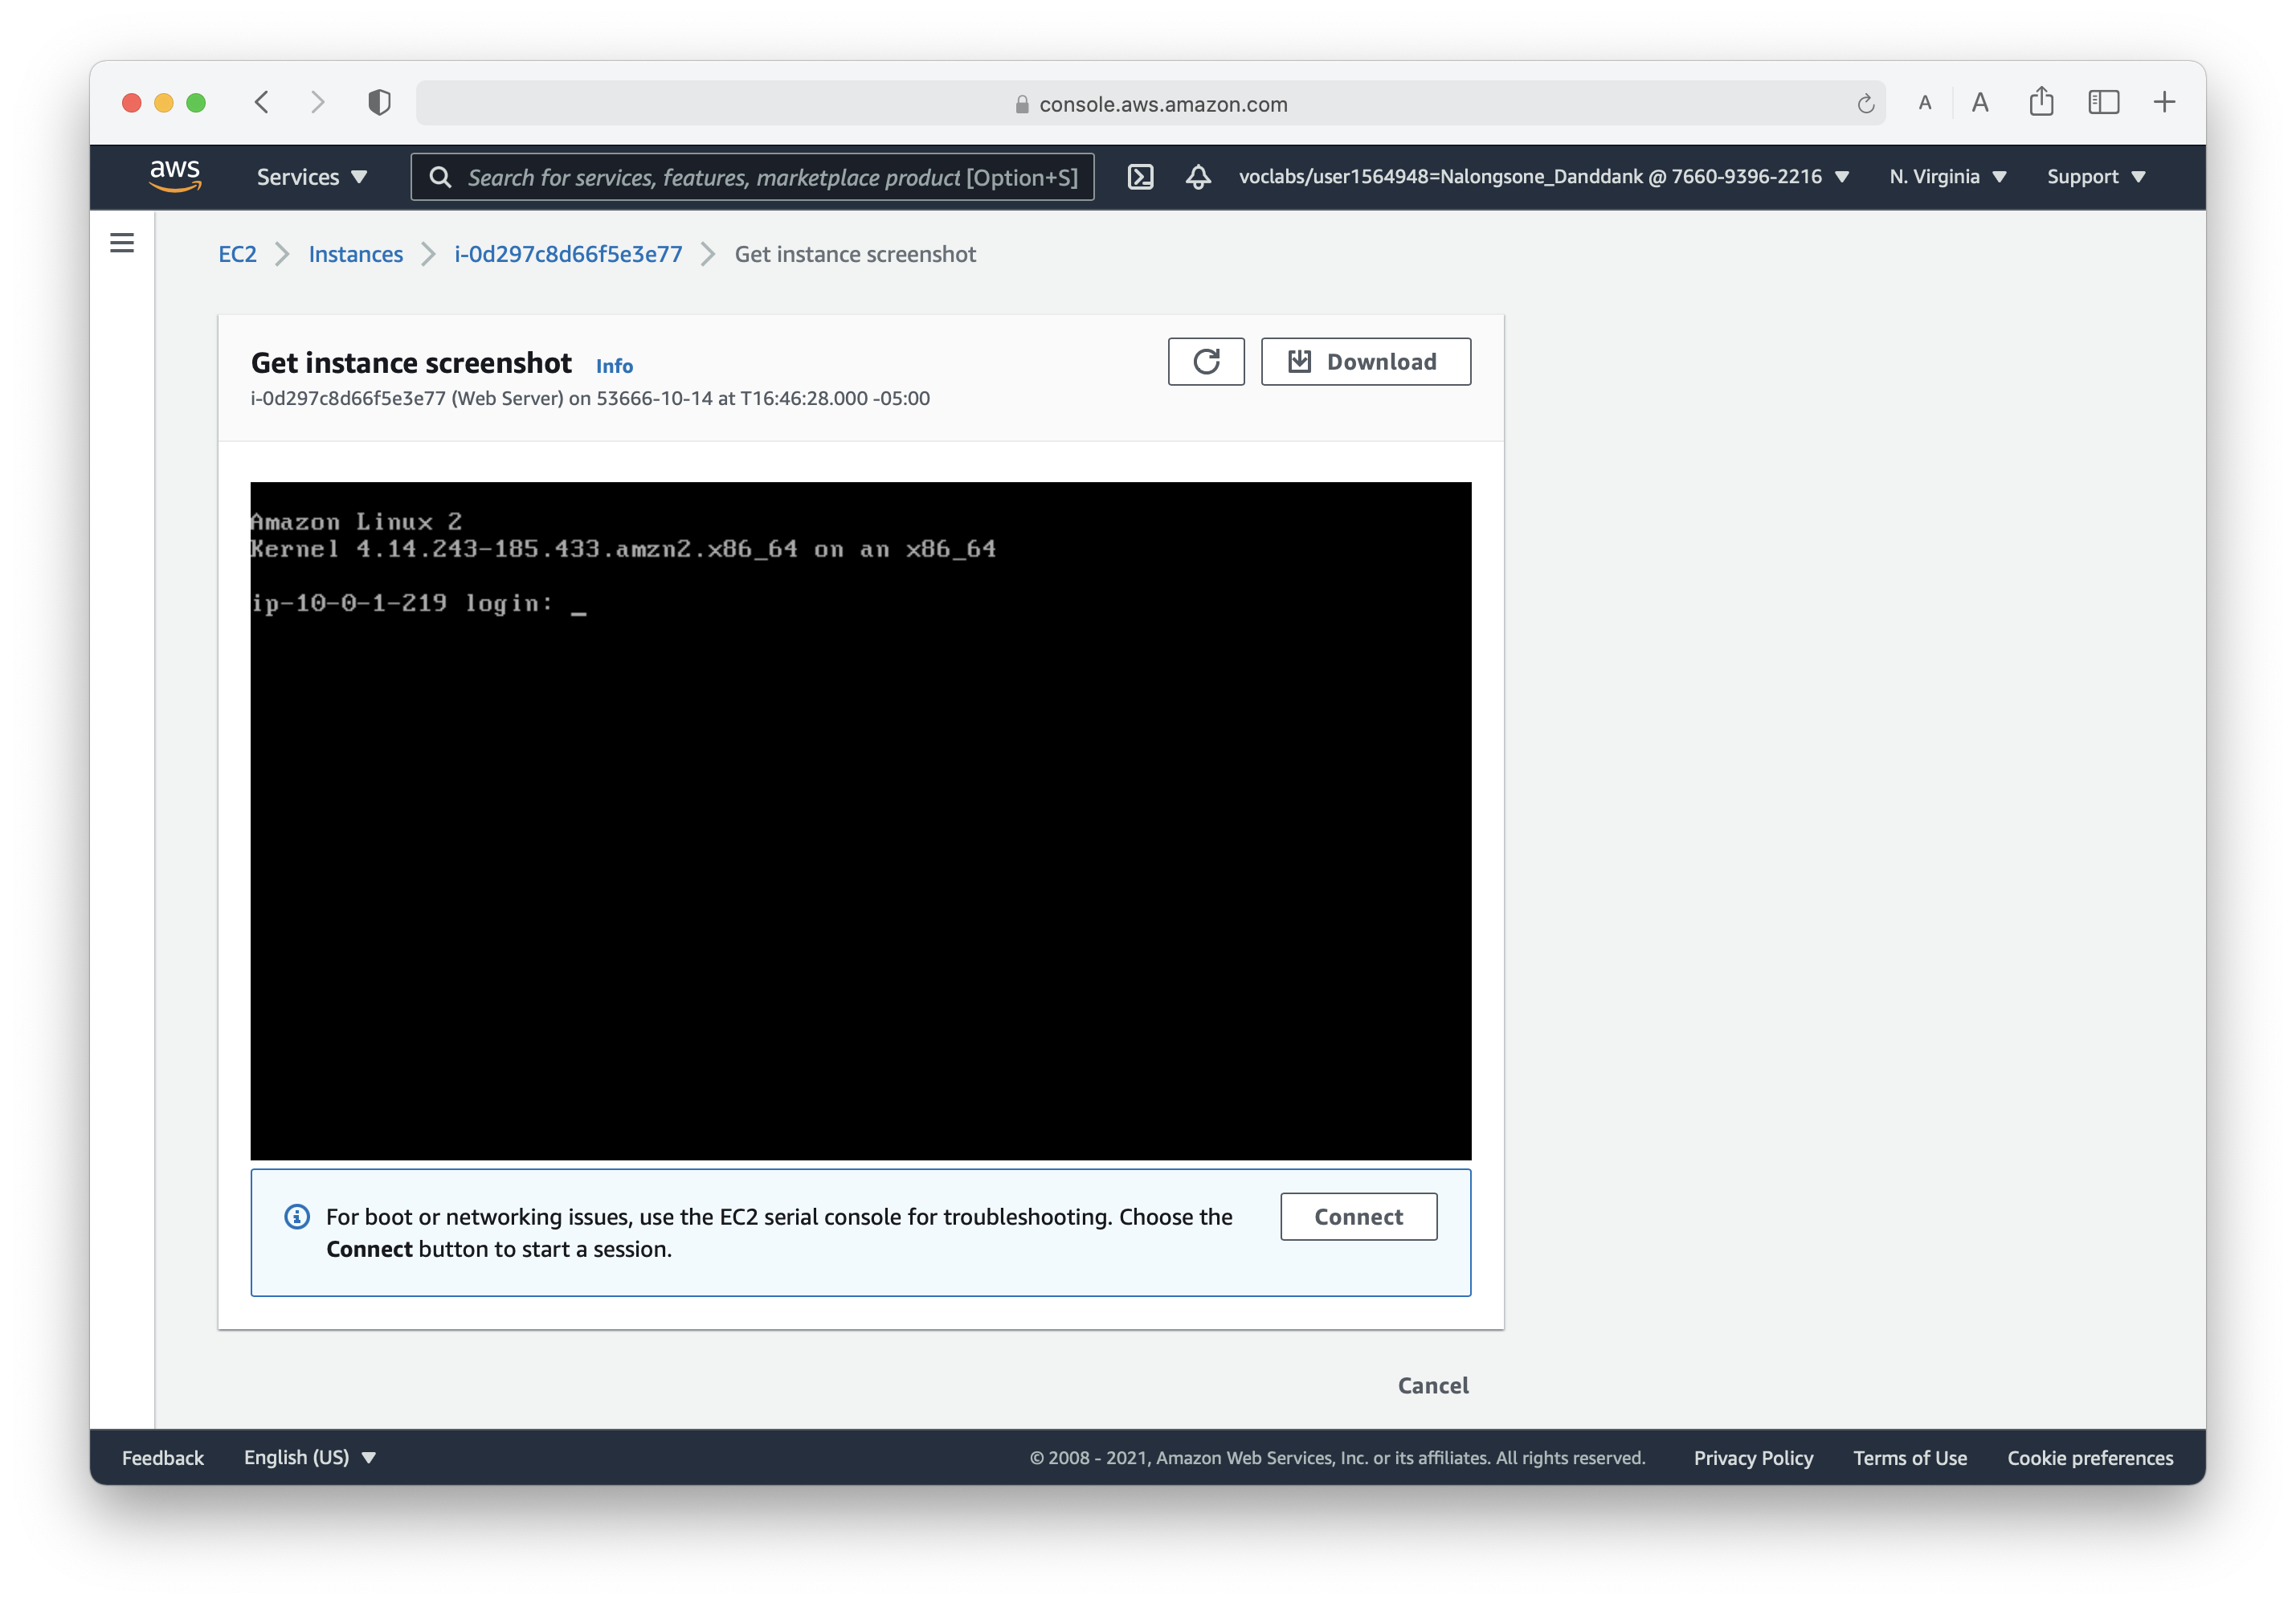 console.aws.amazon.com
A
A
aws
Services
Search for services, features, marketplace product [Option+S]
voclabs/user1564948=Nalongsone_Danddank @ 7660-9396-2216
N. Virginia
Support
EC2
Instances
i-0d297c8d66f5e3e77
Get instance screenshot
Get instance screenshot
Info
i-0d297c8d66f5e3e77 (Web Server) on 53666-10-14 at T16:46:28.000 -05:00
Download
Amazon Linux 2
Kernel 4.14.243-185.433.amzn2.x86_64 on an x86_64
ip-10-0-1-219 login: _
For boot or networking issues, use the EC2 serial console for troubleshooting. Choose the
Connect button to start a session.
Connect
Cancel
Feedback
English (US)
© 2008 - 2021, Amazon Web Services, Inc. or its affiliates. All rights reserved.
Privacy Policy
Terms of Use
Cookie preferences